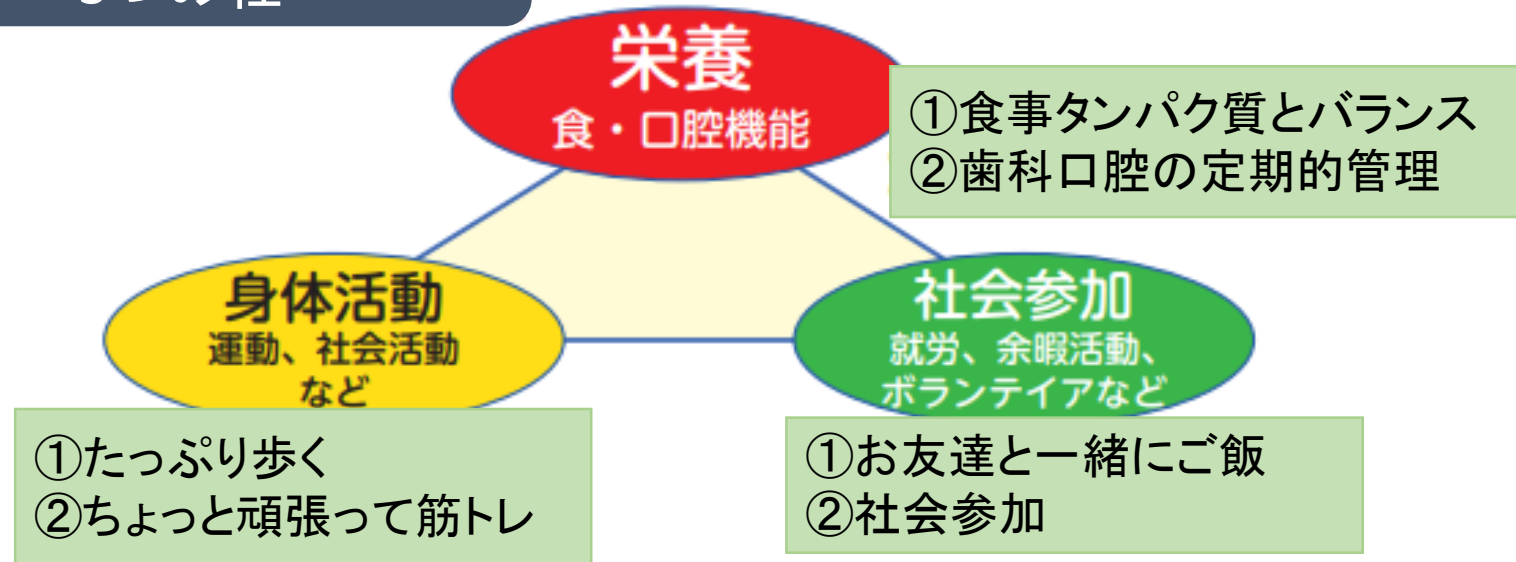 栄養
食・口腔機能
①食事タンパク質とバランス
②歯科口腔の定期的管理
身体活動
運動、社会活動
など
社会参加
就労、余暇活動、
ボランテイアなど
①たっぷり歩く
②ちょっと頑張って筋トレ
①お友達と一緒にご飯
②社会参加